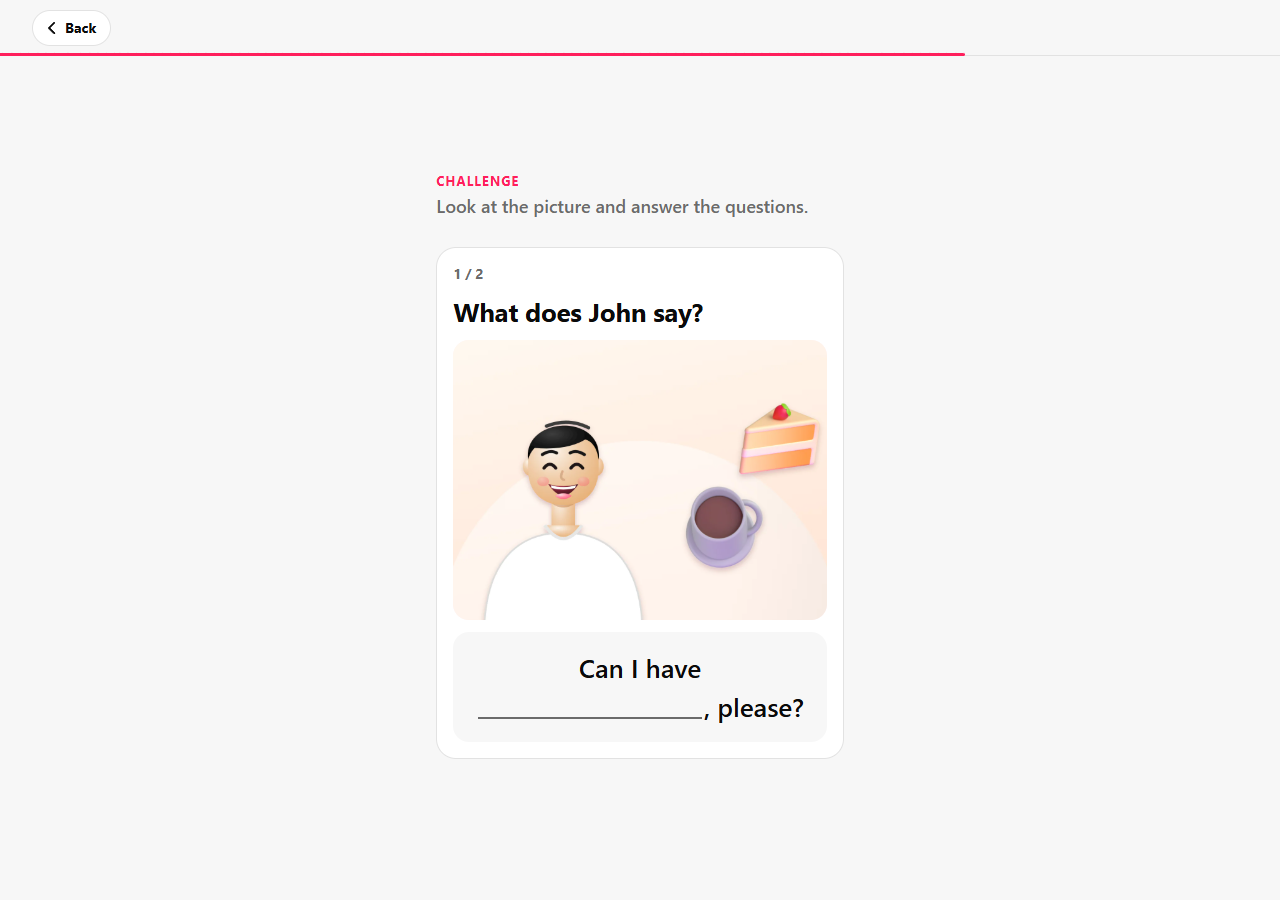 Back
CHALLENGE
Look at the picture and answer the questions.
1 / 2
What does John say?
Can I have
____________________, please?